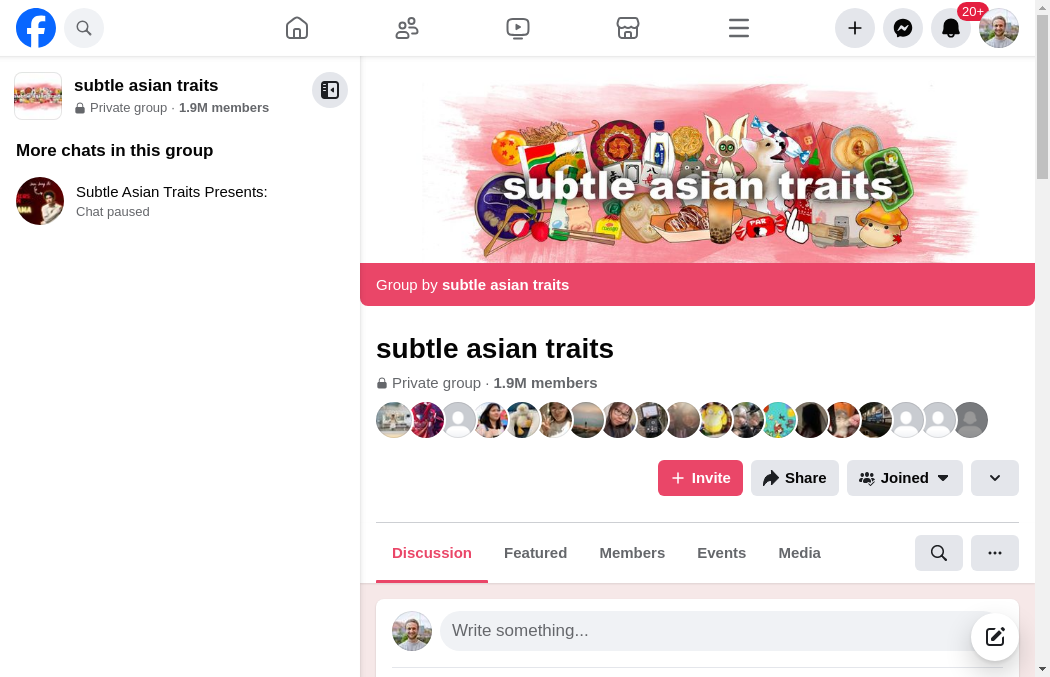 20+
subtle asian traits
Private group · 1.9M members
More chats in this group
Subtle Asian Traits Presents:
Chat paused
subtle asian traits
Group by subtle asian traits
subtle asian traits
Private group · 1.9M members
Invite
Share
Joined
Discussion
Featured
Members
Events
Media
Write something...